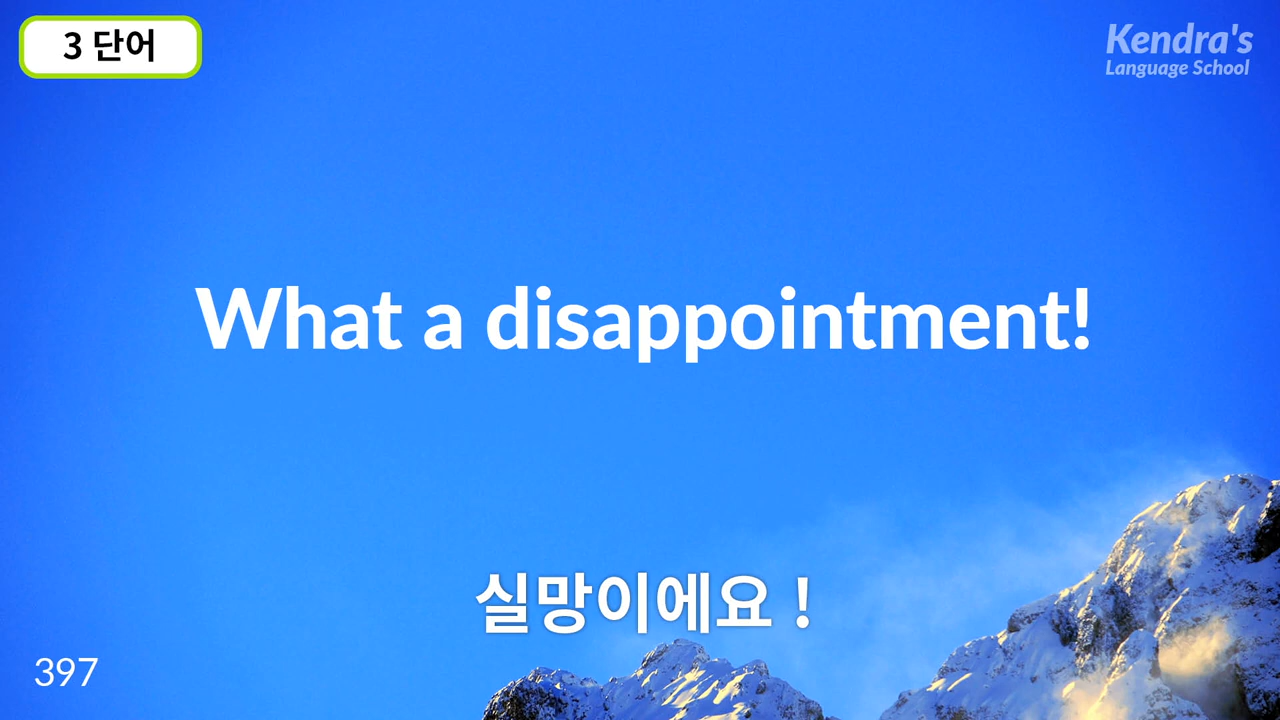 3 단어
Kendra's
Language School
What a disappointment!
실망이에요 !
397